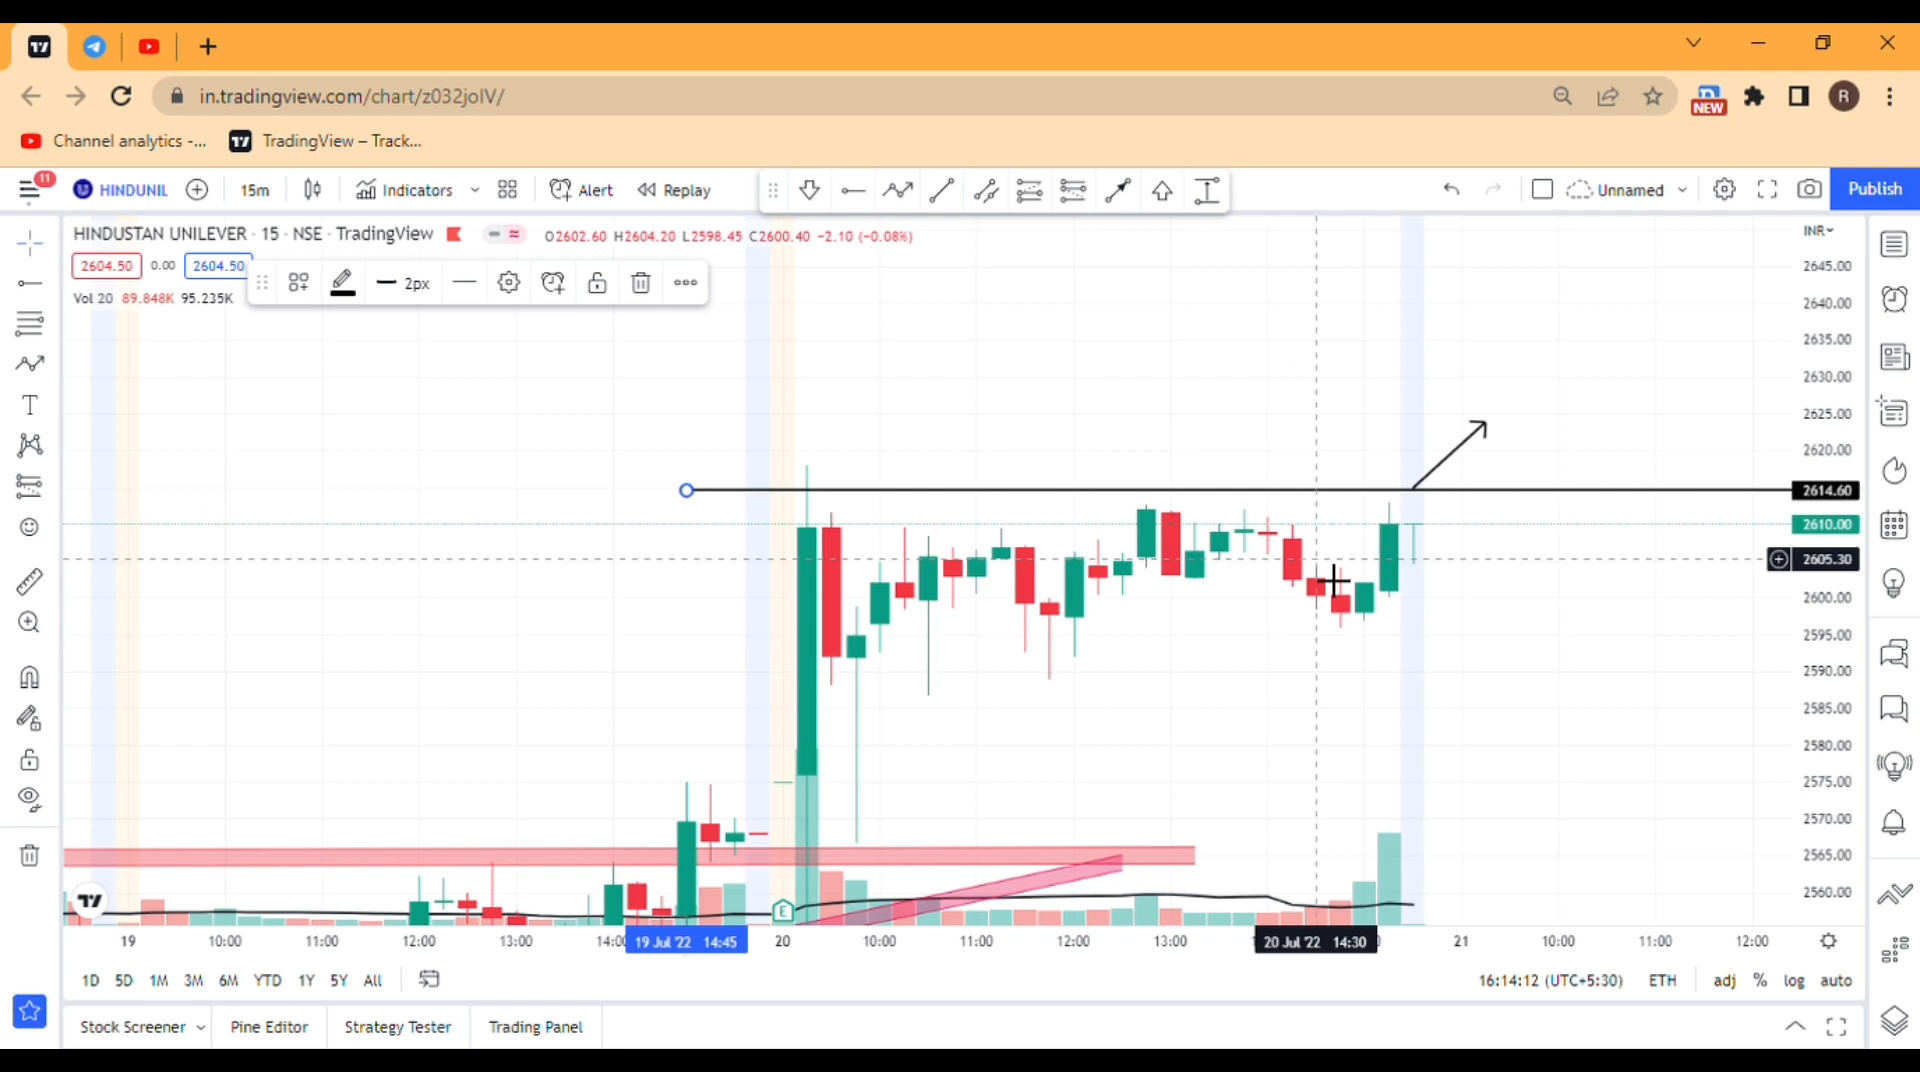 in.tradingview.com/chart/z032jolV/
NEW
R
Channel analytics -...
TradingView – Track...
11
HINDUNIL
15m
Indicators
Alert
Replay
Unnamed
Publish
HINDUSTAN UNILEVER · 15 · NSE · TradingView
O2602.60 H2604.20 L2598.45 C2600.40 −2.10 (−0.08%)
INR
2604.50 0.00 2604.50
2px
Vol 20 89.848K 95.235K
2645.00
2640.00
2635.00
2630.00
2625.00
2620.00
2614.60
2610.00
2605.30
2600.00
2595.00
2590.00
2585.00
2580.00
2575.00
2570.00
2565.00
2560.00
E
19 10:00 11:00 12:00 13:00 14:00 19 Jul '22 14:45 20 10:00 11:00 12:00 13:00 20 Jul '22 14:30 21 10:00 11:00 12:00
1D 5D 1M 3M 6M YTD 1Y 5Y All
16:14:12 (UTC+5:30) ETH adj % log auto
Stock Screener Pine Editor Strategy Tester Trading Panel